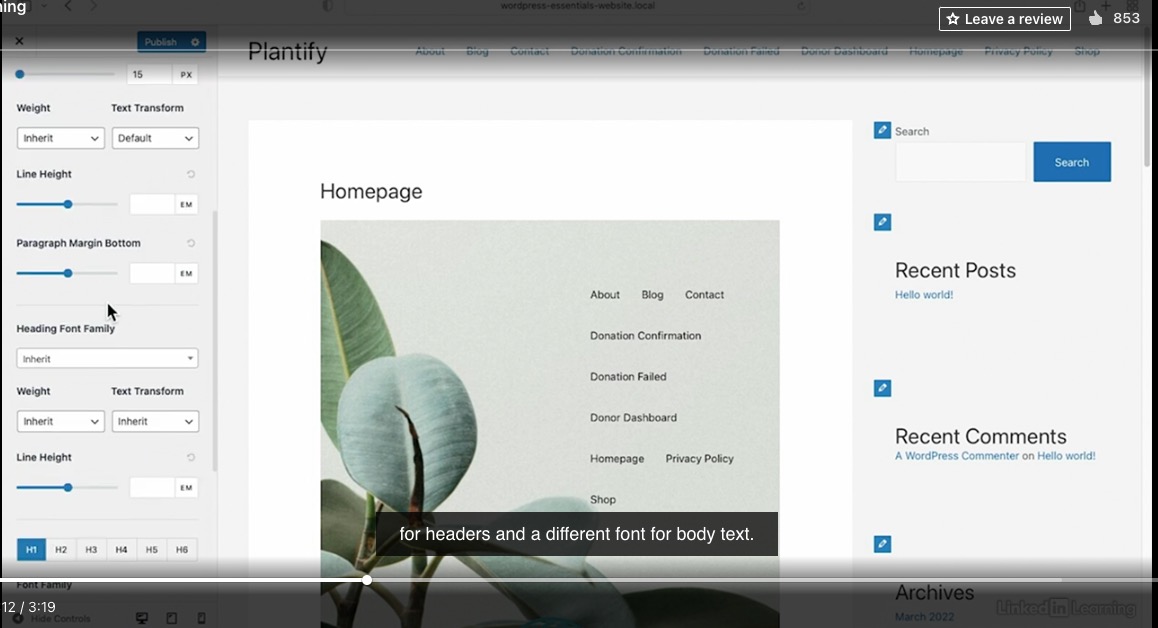 ning
wordpress-essentials-website.local
Leave a review
853
Publish
Plantify
About Blog Contact Donation Confirmation Donation Failed Donor Dashboard Homepage Privacy Policy Shop
15 PX
Weight Text Transform
Inherit Default
Line Height
EM
Paragraph Margin Bottom
EM
Heading Font Family
Inherit
Weight Text Transform
Inherit Inherit
Line Height
EM
H1 H2 H3 H4 H5 H6
Font Family
Hide Controls
Homepage
About Blog Contact
Donation Confirmation
Donation Failed
Donor Dashboard
Homepage Privacy Policy
Shop
Search
Search
Recent Posts
Hello world!
Recent Comments
A WordPress Commenter on Hello world!
Archives
March 2022
for headers and a different font for body text.
12 / 3:19
LinkedIn Learning